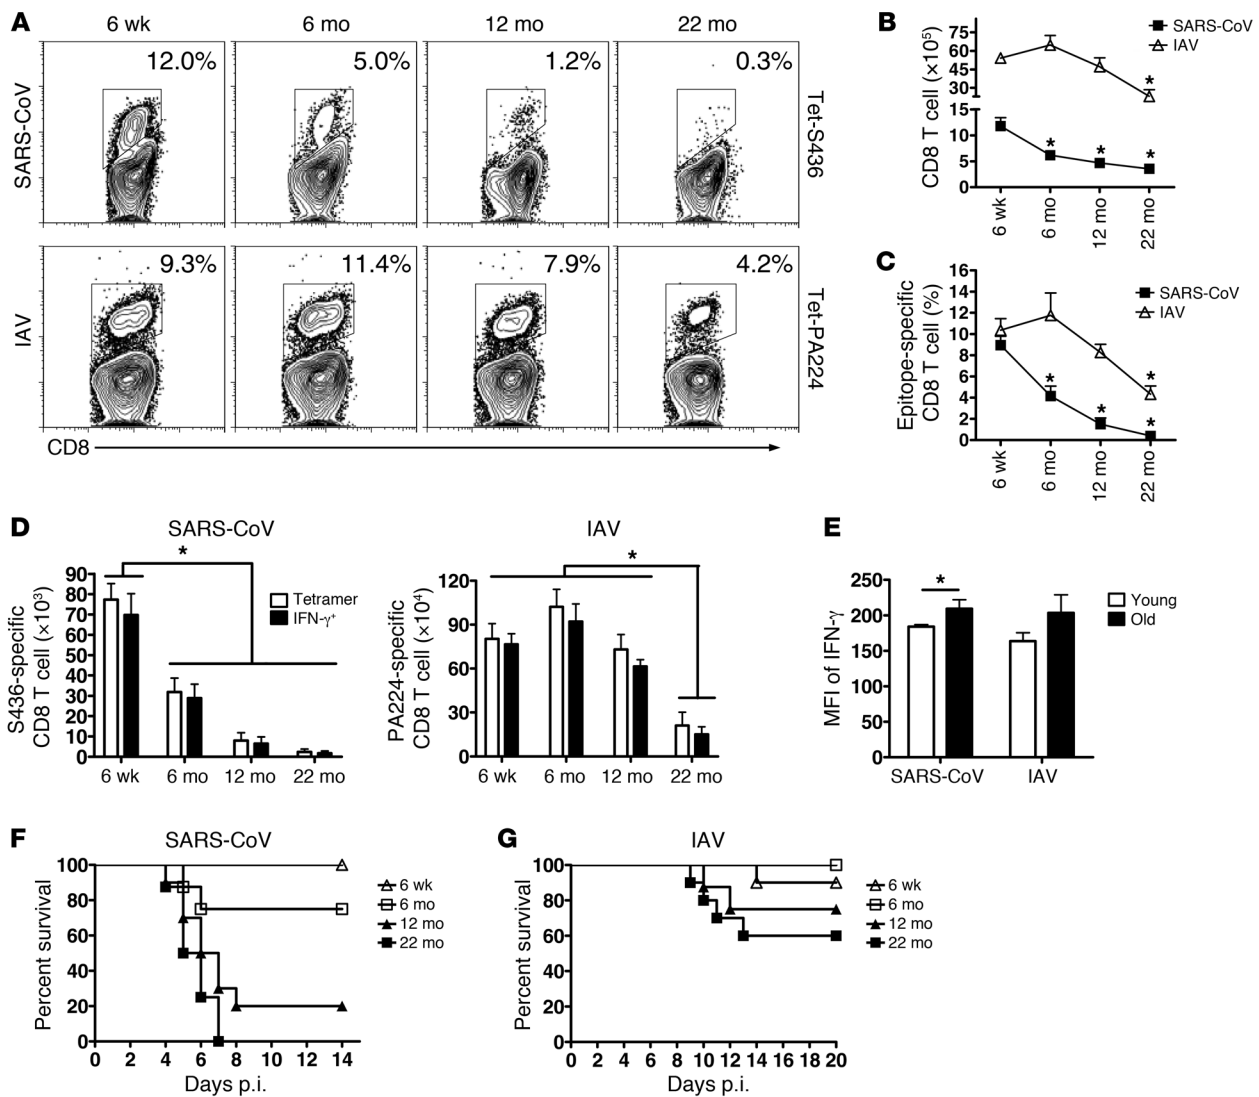 A
6 wk 6 mo 12 mo 22 mo
SARS-CoV
12.0% 5.0% 1.2% 0.3%
Tet-S436
IAV
9.3% 11.4% 7.9% 4.2%
Tet-PA224
CD8
B
CD8 T cell (×10⁵)
75
60
45
30
15
10
5
0
SARS-CoV
IAV
*
* * *
6 wk 6 mo 12 mo 22 mo
C
Epitope-specific
CD8 T cell (%)
16
14
12
10
8
6
4
2
0
SARS-CoV
IAV
*
* * *
6 wk 6 mo 12 mo 22 mo
D
SARS-CoV
*
S436-specific
CD8 T cell (×10³)
90
80
70
60
50
40
30
20
10
0
Tetramer
IFN-γ⁺
6 wk 6 mo 12 mo 22 mo
IAV
*
PA224-specific
CD8 T cell (×10⁴)
120
90
60
30
0
6 wk 6 mo 12 mo 22 mo
E
MFI of IFN-γ
250
200
150
100
50
0
*
Young
Old
SARS-CoV IAV
F
SARS-CoV
Percent survival
100
80
60
40
20
0
6 wk
6 mo
12 mo
22 mo
0 2 4 6 8 10 12 14
Days p.i.
G
IAV
Percent survival
100
80
60
40
20
0
6 wk
6 mo
12 mo
22 mo
0 2 4 6 8 10 12 14 16 18 20
Days p.i.